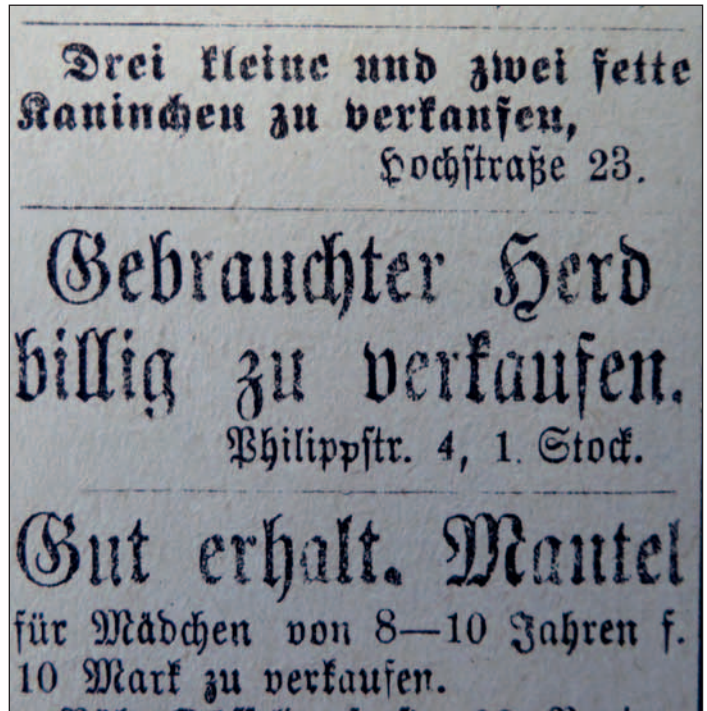 Drei kleine und zwei fette
Kaninchen zu verkaufen,
Hochstraße 23.
Gebrauchter Herd
billig zu verkaufen.
Philippstr. 4, 1. Stock.
Gut erhalt. Mantel
für Mädchen von 8—10 Jahren f.
10 Mark zu verkaufen.